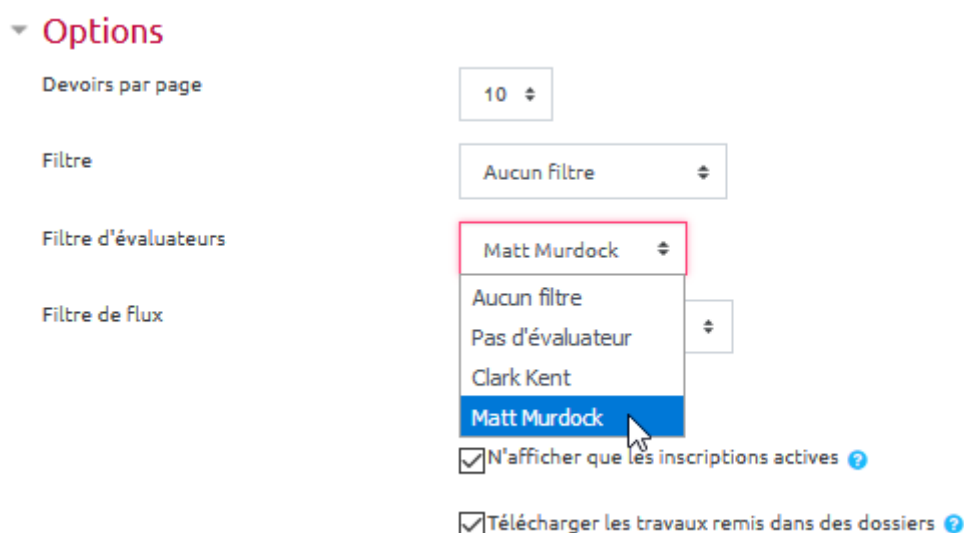 Options
Devoirs par page
10
Filtre
Aucun filtre
Filtre d'évaluateurs
Matt Murdock
Aucun filtre
Pas d'évaluateur
Clark Kent
Matt Murdock
Filtre de flux
N'afficher que les inscriptions actives
Télécharger les travaux remis dans des dossiers